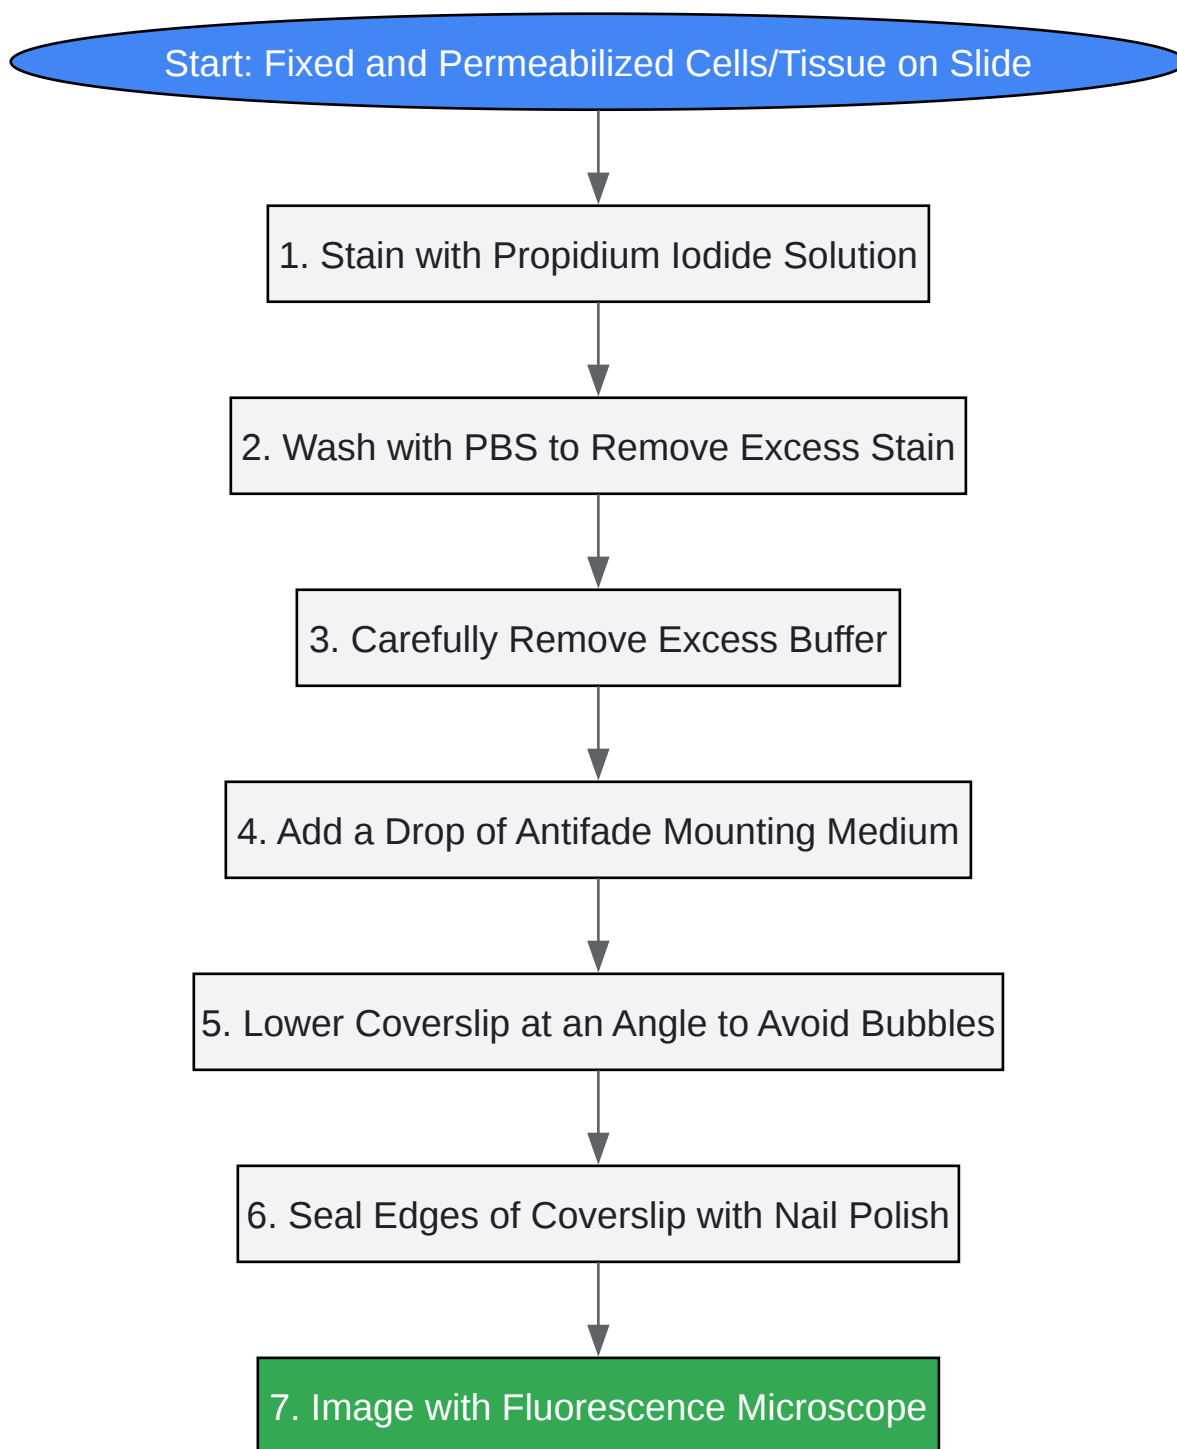 Start: Fixed and Permeabilized Cells/Tissue on Slide
1. Stain with Propidium Iodide Solution
2. Wash with PBS to Remove Excess Stain
3. Carefully Remove Excess Buffer
4. Add a Drop of Antifade Mounting Medium
5. Lower Coverslip at an Angle to Avoid Bubbles
6. Seal Edges of Coverslip with Nail Polish
7. Image with Fluorescence Microscope